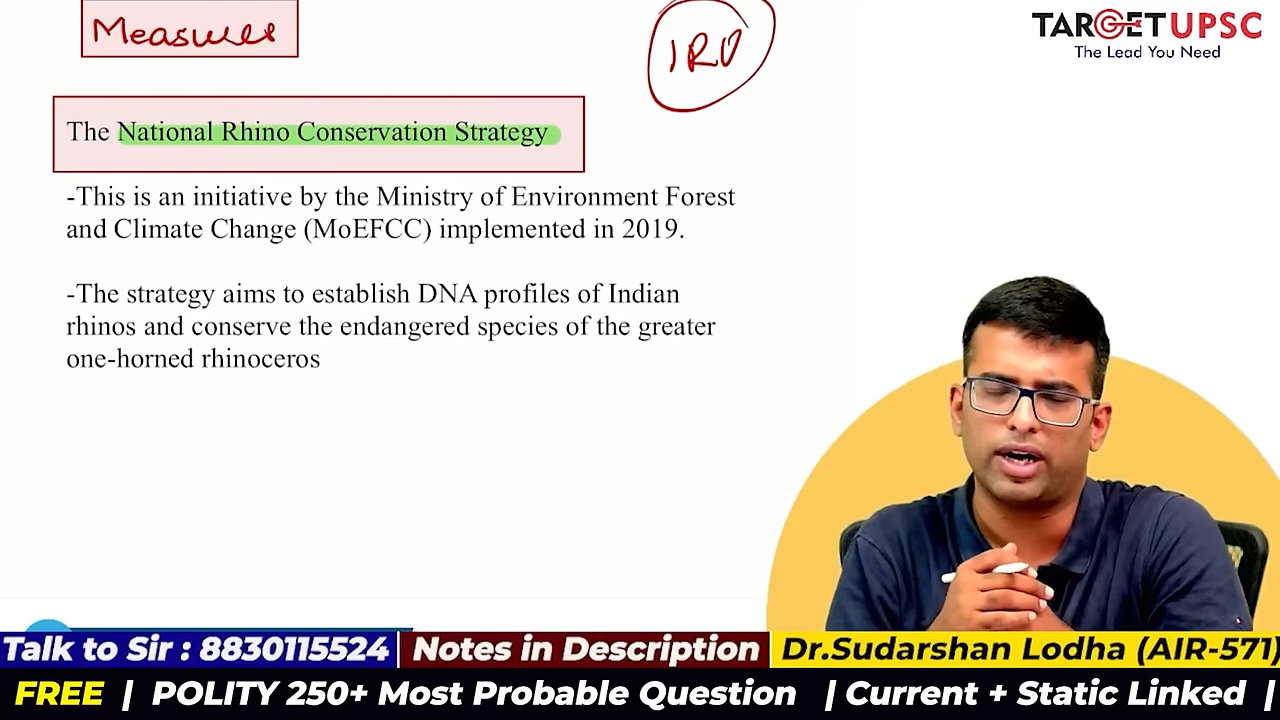 Measures
IRV
TARGET UPSC
The Lead You Need
The National Rhino Conservation Strategy
-This is an initiative by the Ministry of Environment Forest
and Climate Change (MoEFCC) implemented in 2019.
-The strategy aims to establish DNA profiles of Indian
rhinos and conserve the endangered species of the greater
one-horned rhinoceros
Talk to Sir : 8830115524
Notes in Description
Dr.Sudarshan Lodha (AIR-571)
FREE | POLITY 250+ Most Probable Question | Current + Static Linked |